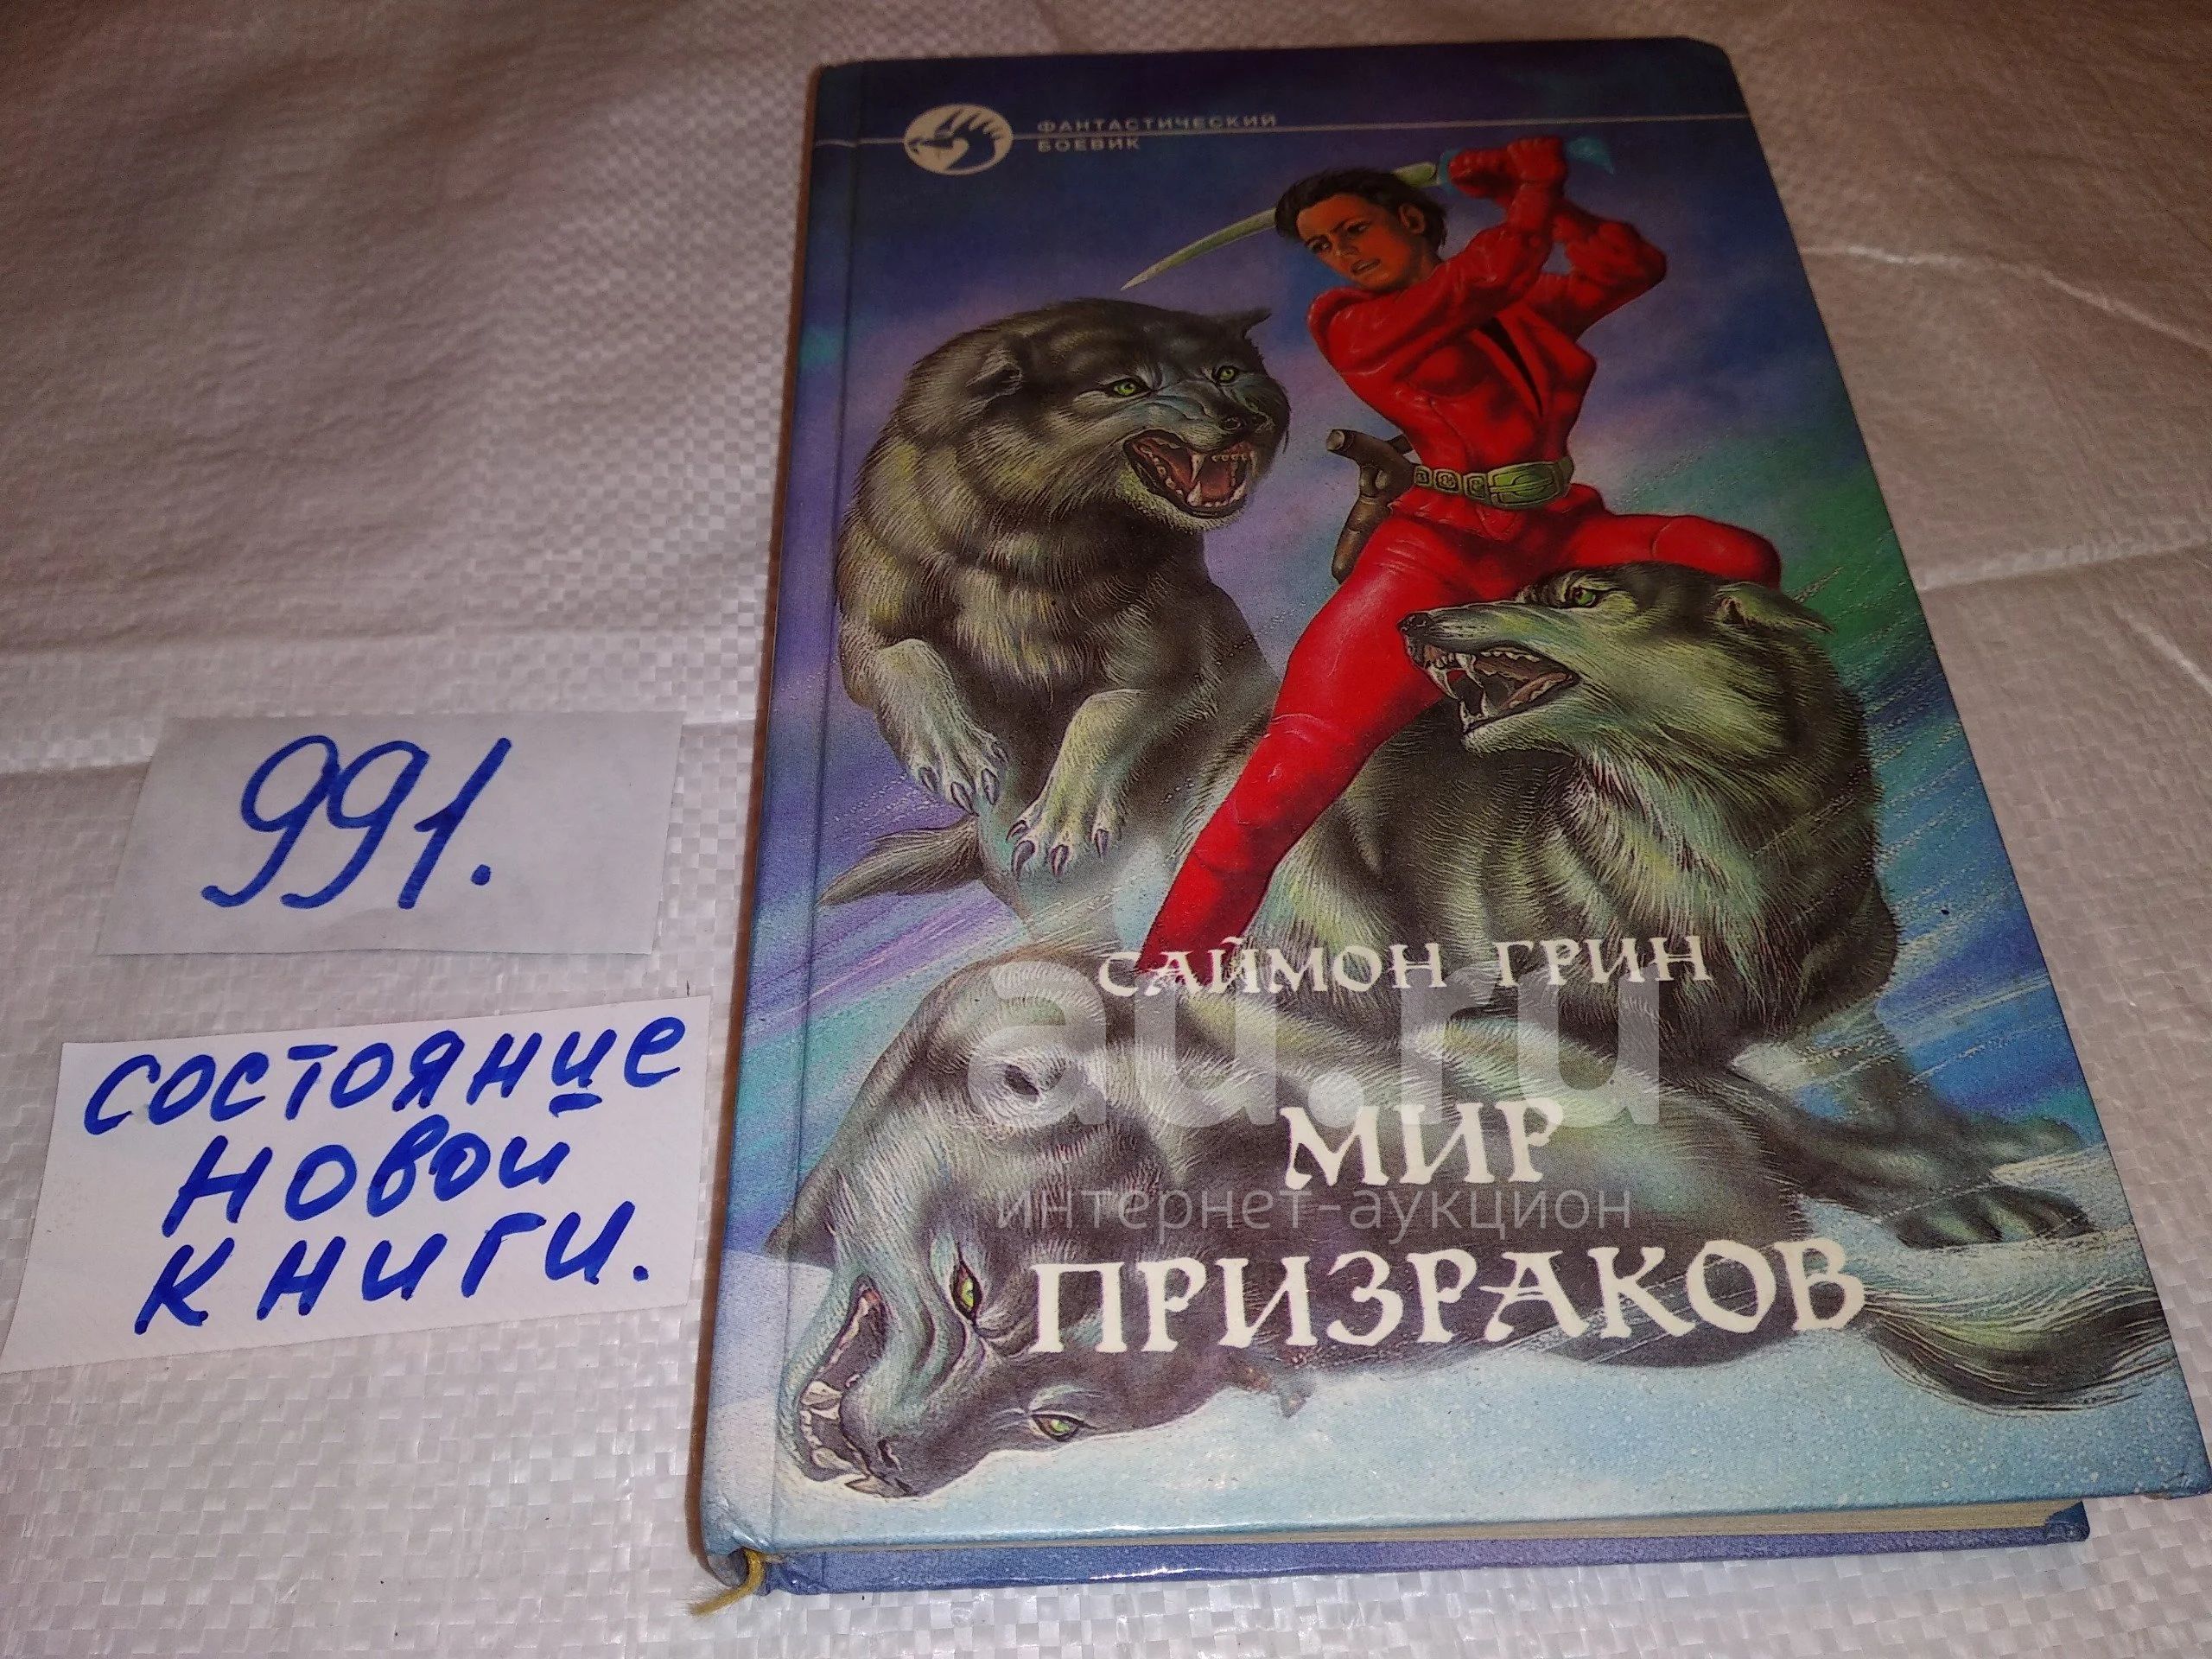 ФАНТАСТИЧЕСКИЙ
БОЕВИК
991.
СОСТОЯНИЕ
НОВОЙ
КНИГИ.
САЙМОН ГРИН
au.ru
МИР
интернет-аукцион
ПРИЗРАКОВ